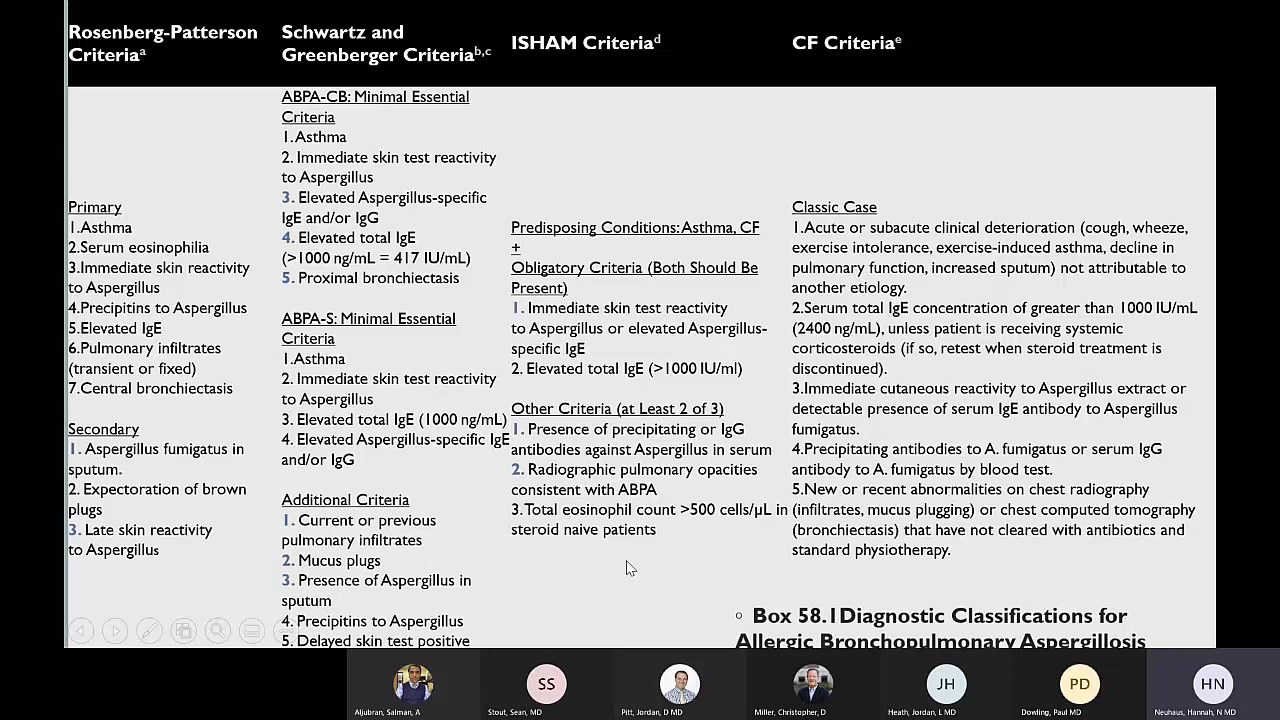 Rosenberg-Patterson
Criteriaª
Schwartz and
Greenberger Criteriab,c
ISHAM Criteriad
CF Criteriae
Primary
1.Asthma
2.Serum eosinophilia
3.Immediate skin reactivity
to Aspergillus
4.Precipitins to Aspergillus
5.Elevated IgE
6.Pulmonary infiltrates
(transient or fixed)
7.Central bronchiectasis
Secondary
1. Aspergillus fumigatus in
sputum.
2. Expectoration of brown
plugs
3. Late skin reactivity
to Aspergillus
ABPA-CB: Minimal Essential
Criteria
1. Asthma
2. Immediate skin test reactivity
to Aspergillus
3. Elevated Aspergillus-specific
IgE and/or IgG
4. Elevated total IgE
(>1000 ng/mL = 417 IU/mL)
5. Proximal bronchiectasis
ABPA-S: Minimal Essential
Criteria
1. Asthma
2. Immediate skin test reactivity
to Aspergillus
3. Elevated total IgE (1000 ng/mL)
4. Elevated Aspergillus-specific IgE
and/or IgG
Additional Criteria
1. Current or previous
pulmonary infiltrates
2. Mucus plugs
3. Presence of Aspergillus in
sputum
4. Precipitins to Aspergillus
5. Delayed skin test positive
Predisposing Conditions: Asthma, CF
+
Obligatory Criteria (Both Should Be
Present)
1. Immediate skin test reactivity
to Aspergillus or elevated Aspergillus-
specific IgE
2. Elevated total IgE (>1000 IU/ml)
Other Criteria (at Least 2 of 3)
1. Presence of precipitating or IgG
antibodies against Aspergillus in serum
2. Radiographic pulmonary opacities
consistent with ABPA
3. Total eosinophil count >500 cells/µL in
steroid naive patients
Classic Case
1.Acute or subacute clinical deterioration (cough, wheeze,
exercise intolerance, exercise-induced asthma, decline in
pulmonary function, increased sputum) not attributable to
another etiology.
2.Serum total IgE concentration of greater than 1000 IU/mL
(2400 ng/mL), unless patient is receiving systemic
corticosteroids (if so, retest when steroid treatment is
discontinued).
3.Immediate cutaneous reactivity to Aspergillus extract or
detectable presence of serum IgE antibody to Aspergillus
fumigatus.
4.Precipitating antibodies to A. fumigatus or serum IgG
antibody to A. fumigatus by blood test.
5.New or recent abnormalities on chest radiography
(infiltrates, mucus plugging) or chest computed tomography
(bronchiectasis) that have not cleared with antibiotics and
standard physiotherapy.
Box 58.1Diagnostic Classifications for
Allergic Bronchopulmonary Aspergillosis
SS
JH
PD
HN
Aljubran, Salman, A
Stout, Sean, MD
Pitt, Jordan, D MD
Miller, Christopher, D
Heath, Jordan, L MD
Dowling, Paul MD
Neuhaus, Hannah, N MD